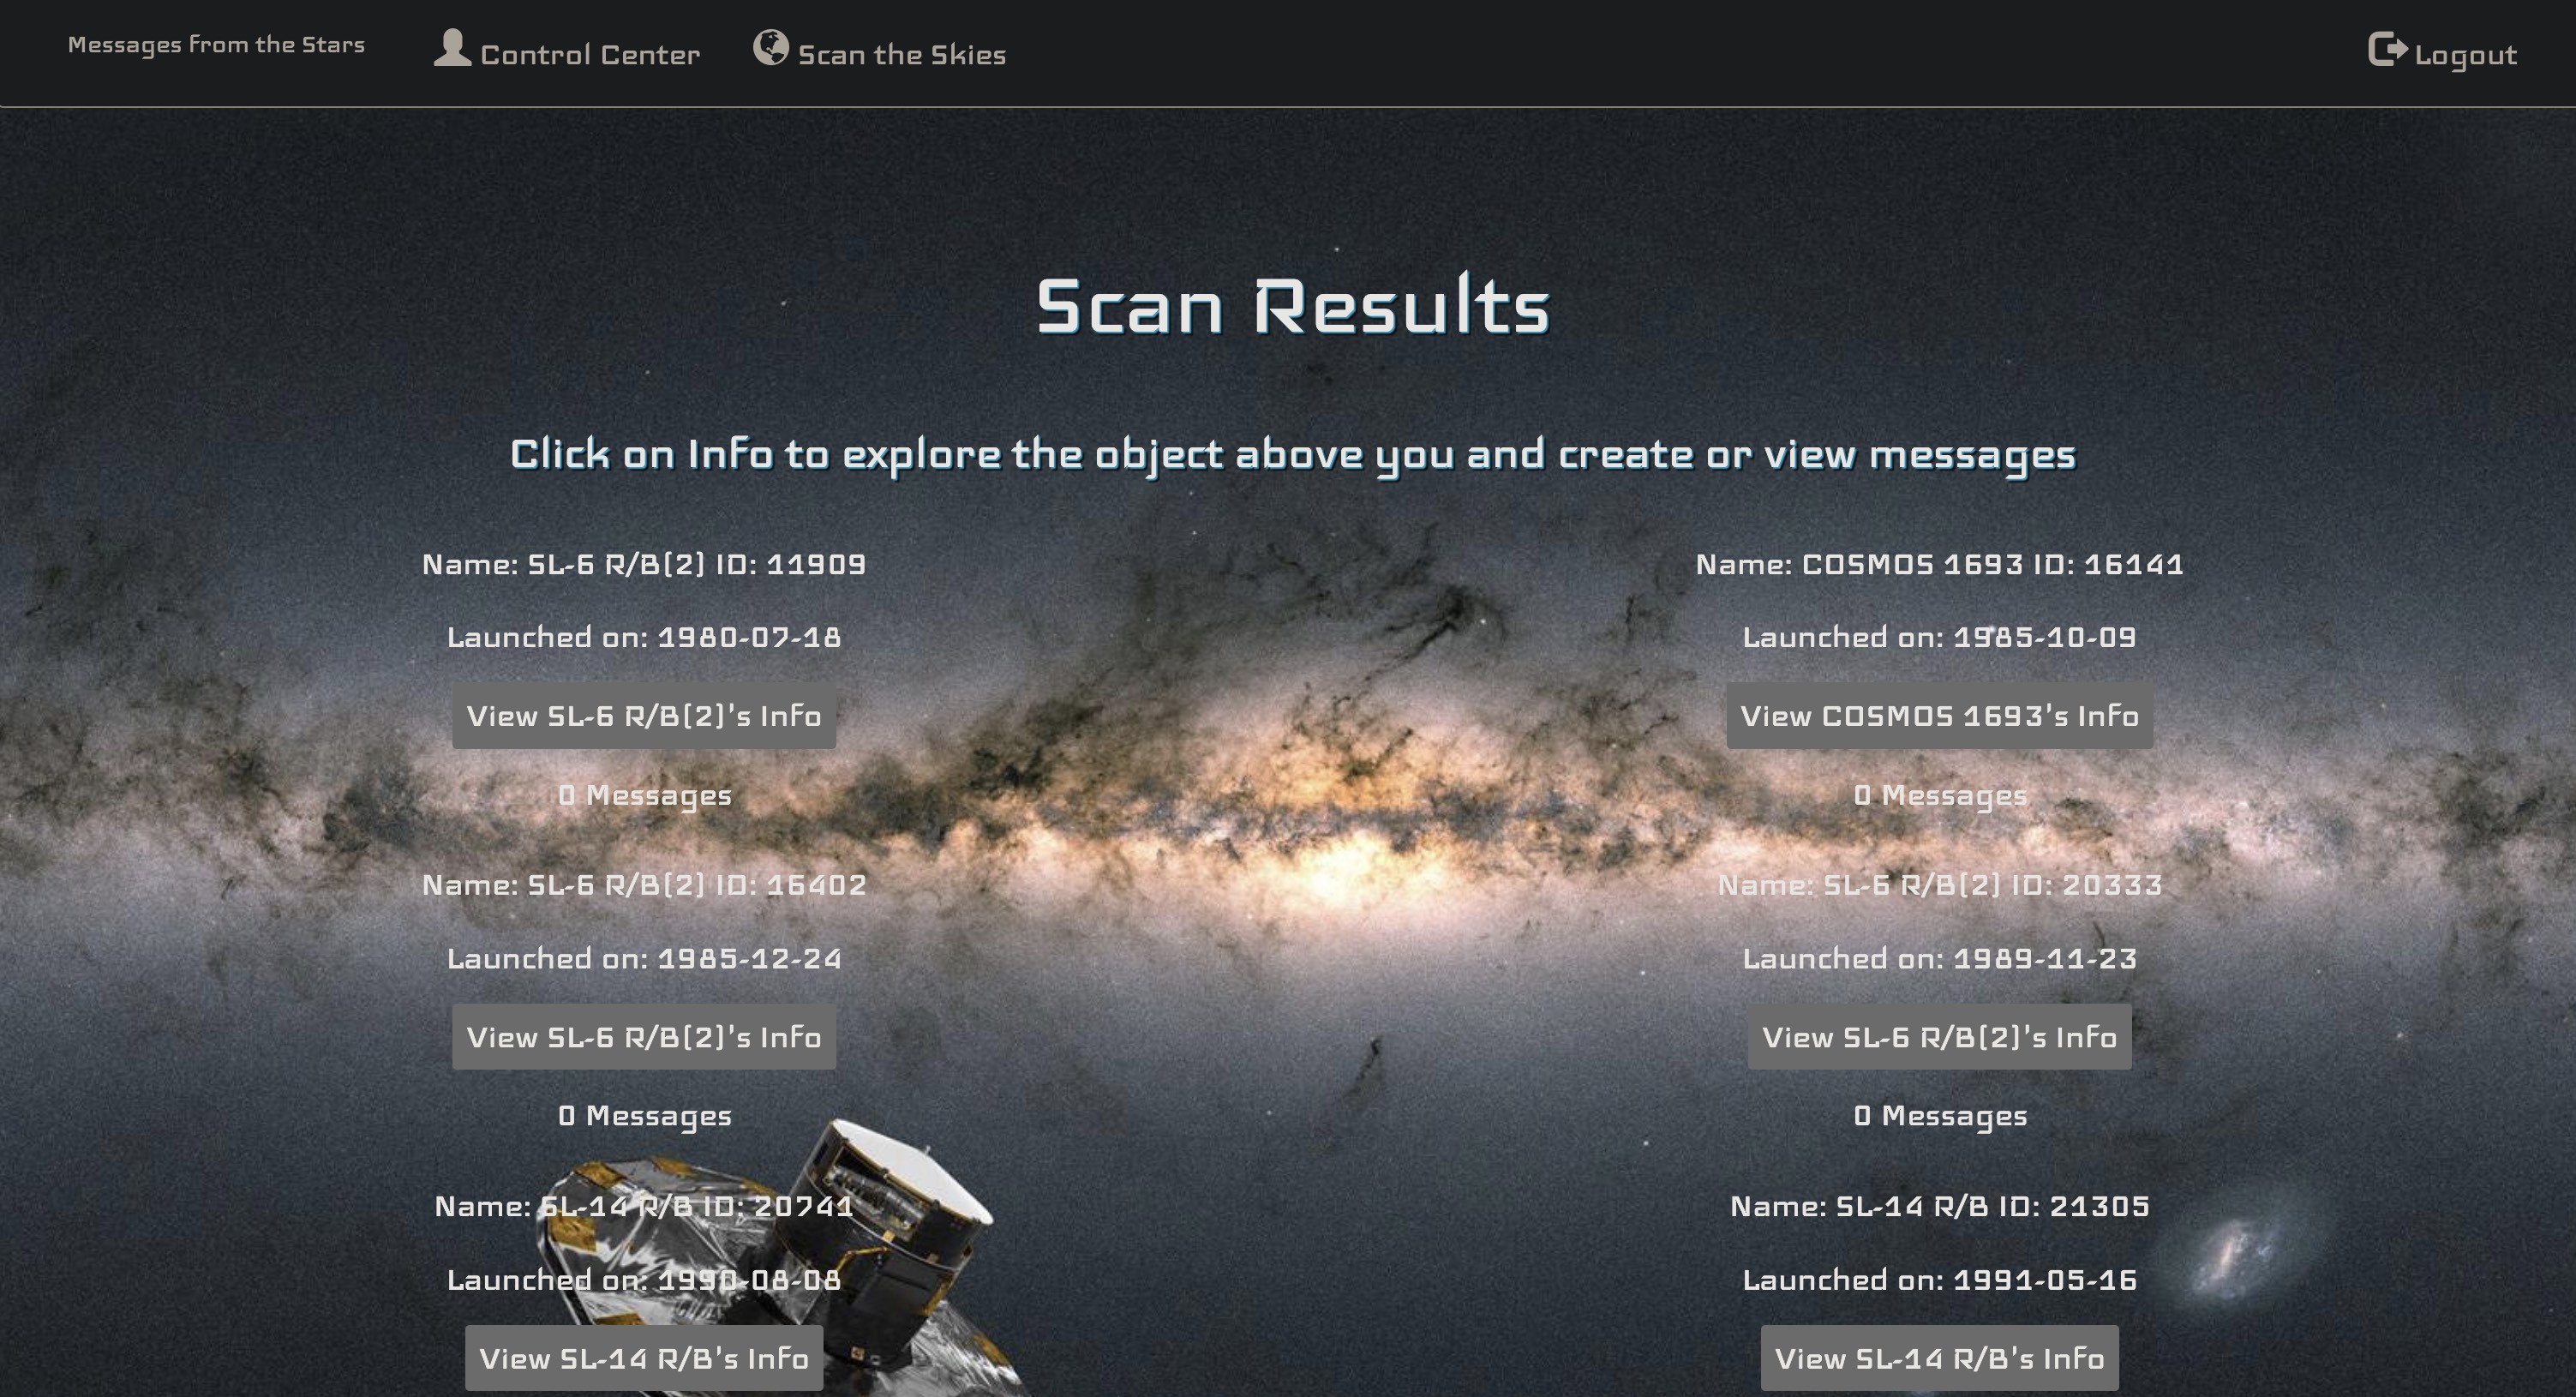 Messages from the Stars
Control Center
Scan the Skies
Logout
Scan Results
Click on Info to explore the object above you and create or view messages
Name: SL-6 R/B(2) ID: 11909
Launched on: 1980-07-18
View SL-6 R/B(2)'s Info
0 Messages
Name: COSMOS 1693 ID: 16141
Launched on: 1985-10-09
View COSMOS 1693's Info
0 Messages
Name: SL-6 R/B(2) ID: 16402
Launched on: 1985-12-24
View SL-6 R/B(2)'s Info
0 Messages
Name: SL-6 R/B(2) ID: 20333
Launched on: 1989-11-23
View SL-6 R/B(2)'s Info
0 Messages
Name: SL-14 R/B ID: 20741
Launched on: 1990-08-08
View SL-14 R/B's Info
Name: SL-14 R/B ID: 21305
Launched on: 1991-05-16
View SL-14 R/B's Info